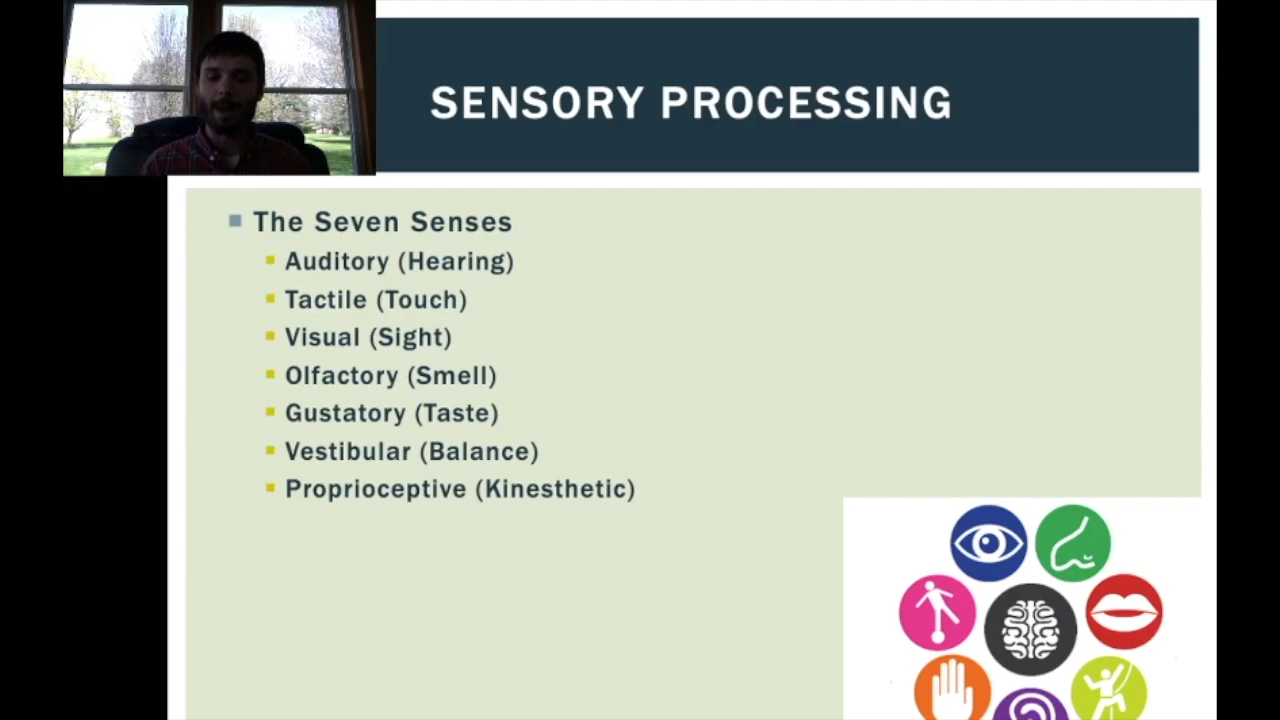 SENSORY PROCESSING
The Seven Senses
Auditory (Hearing)
Tactile (Touch)
Visual (Sight)
Olfactory (Smell)
Gustatory (Taste)
Vestibular (Balance)
Proprioceptive (Kinesthetic)